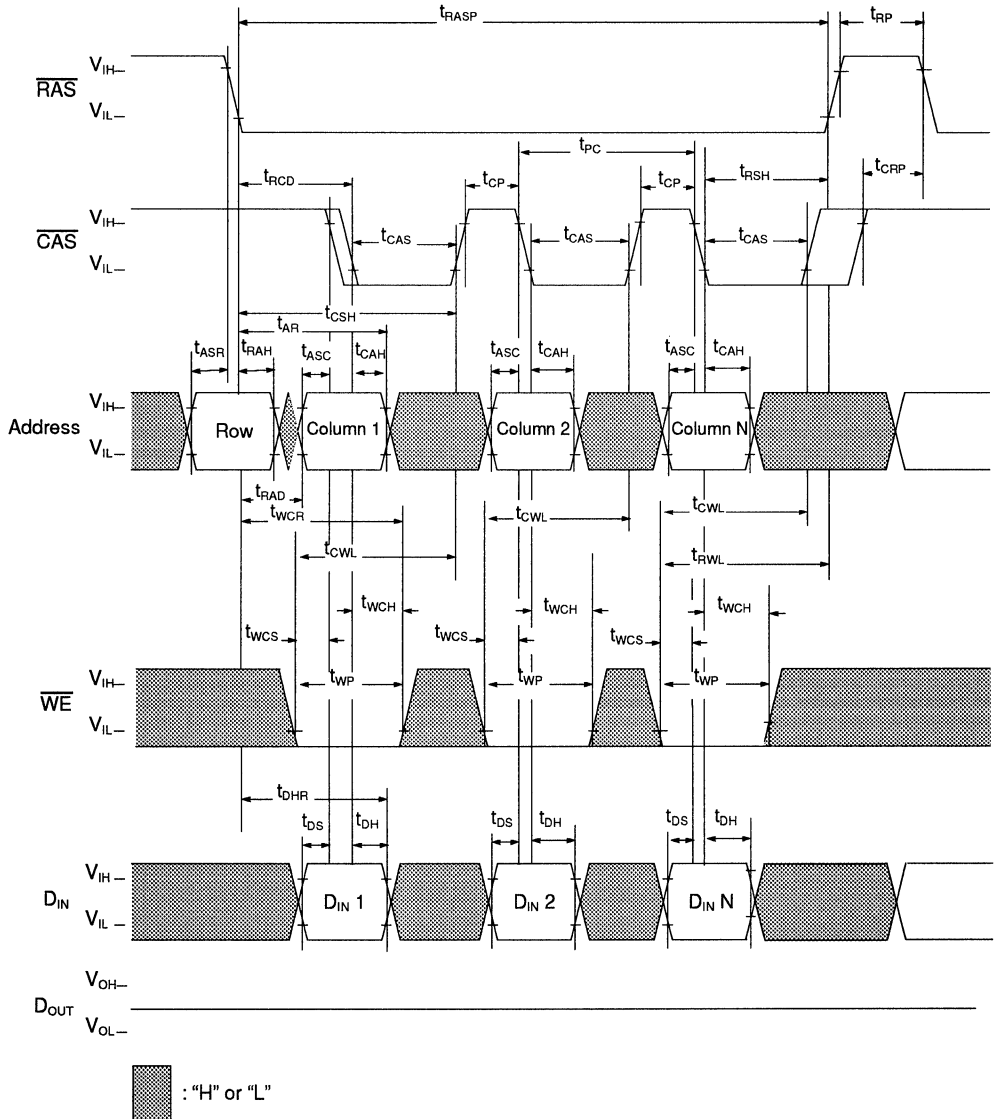 tRASP tRP
VIH
RAS
VIL
tPC
tRCD tCP tCP tRSH tCRP
VIH
CAS
tCAS tCAS tCAS
VIL
tCSH
tAR
tASR tRAH tASC tCAH tASC tCAH tASC tCAH
VIH
Address Row Column 1 Column 2 Column N
VIL
tRAD
tWCR tCWL tCWL
tCWL tRWL
tWCH tWCH tWCH
tWCS tWCS tWCS
VIH
tWP tWP tWP
WE
VIL
tDHR
tDS tDH tDS tDH tDS tDH
VIH
DIN DIN 1 DIN 2 DIN N
VIL
VOH
DOUT
VOL
: “H” or “L”